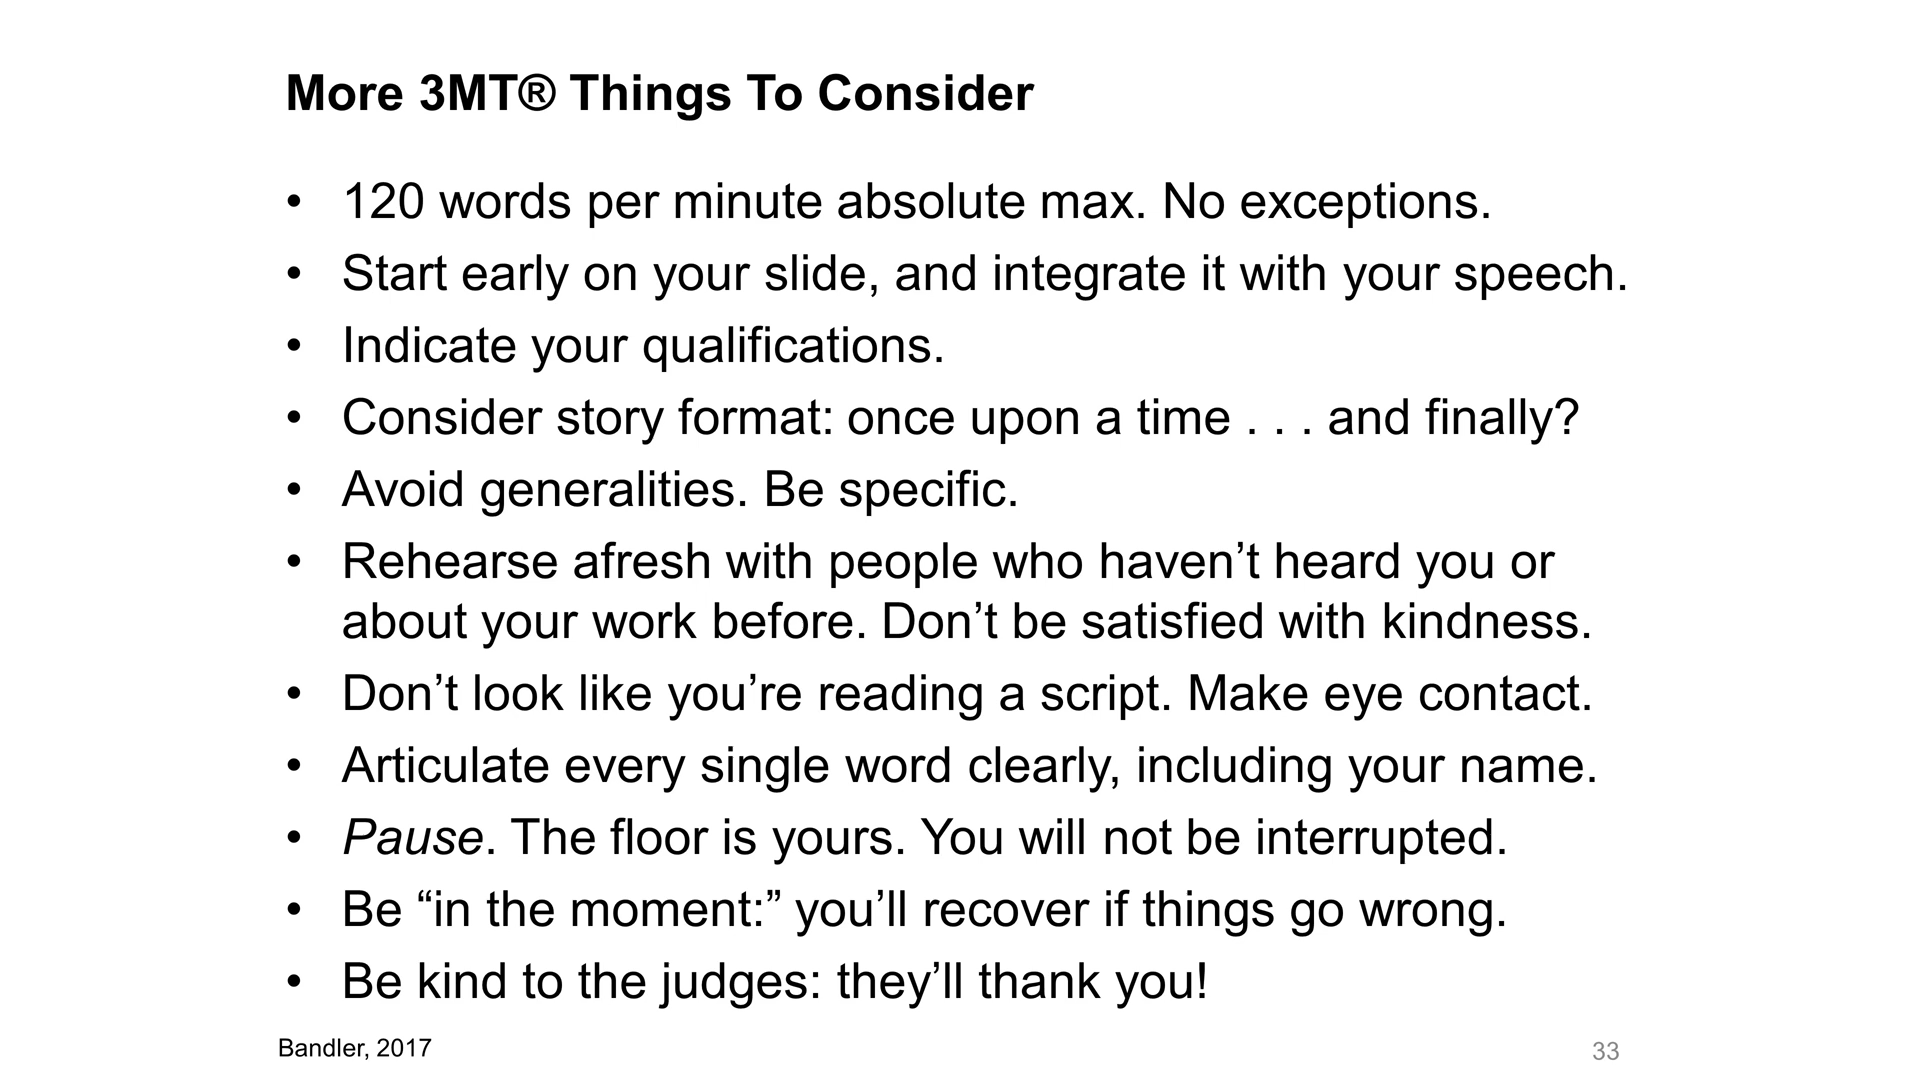 More 3MT® Things To Consider
• 120 words per minute absolute max. No exceptions.
• Start early on your slide, and integrate it with your speech.
• Indicate your qualifications.
• Consider story format: once upon a time . . . and finally?
• Avoid generalities. Be specific.
• Rehearse afresh with people who haven’t heard you or
about your work before. Don’t be satisfied with kindness.
• Don’t look like you’re reading a script. Make eye contact.
• Articulate every single word clearly, including your name.
• Pause. The floor is yours. You will not be interrupted.
• Be “in the moment:” you’ll recover if things go wrong.
• Be kind to the judges: they’ll thank you!
Bandler, 2017
33